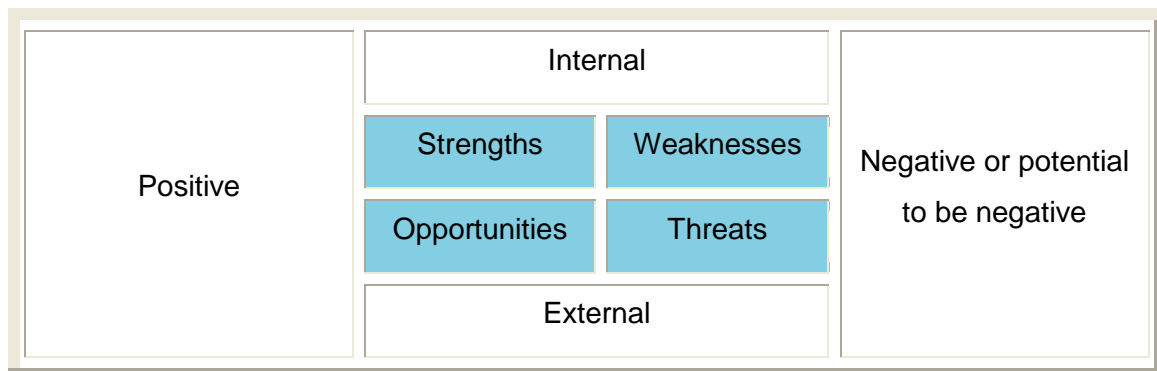 Positive
Internal
Strengths
Weaknesses
Opportunities
Threats
External
Negative or potential
to be negative